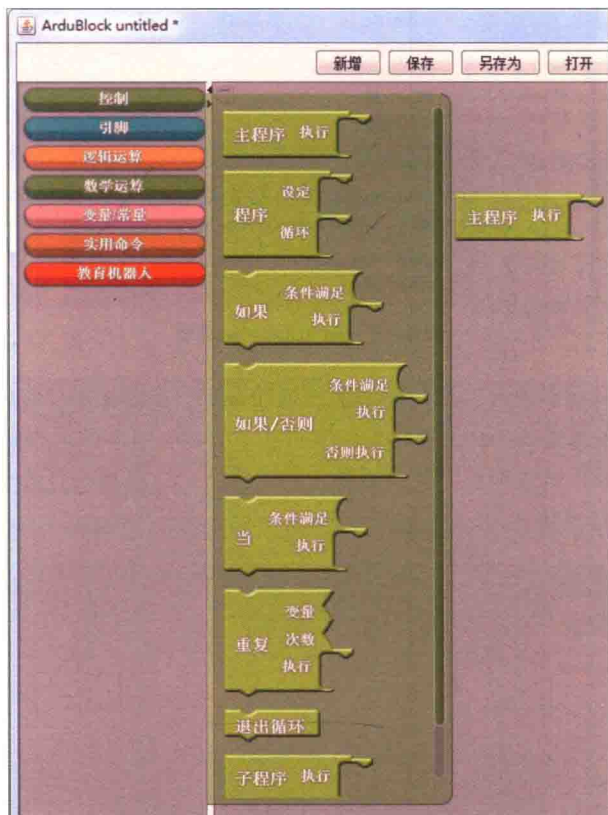 ArduBlock untitled *
新增 保存 另存为 打开
控制
引脚
逻辑运算
数学运算
变量/常量
实用命令
教育机器人
主程序 执行
程序 设定
循环
如果 条件满足
执行
如果/否则 条件满足
执行
否则执行
当 条件满足
执行
重复 变量
次数
执行
退出循环
子程序 执行
主程序 执行